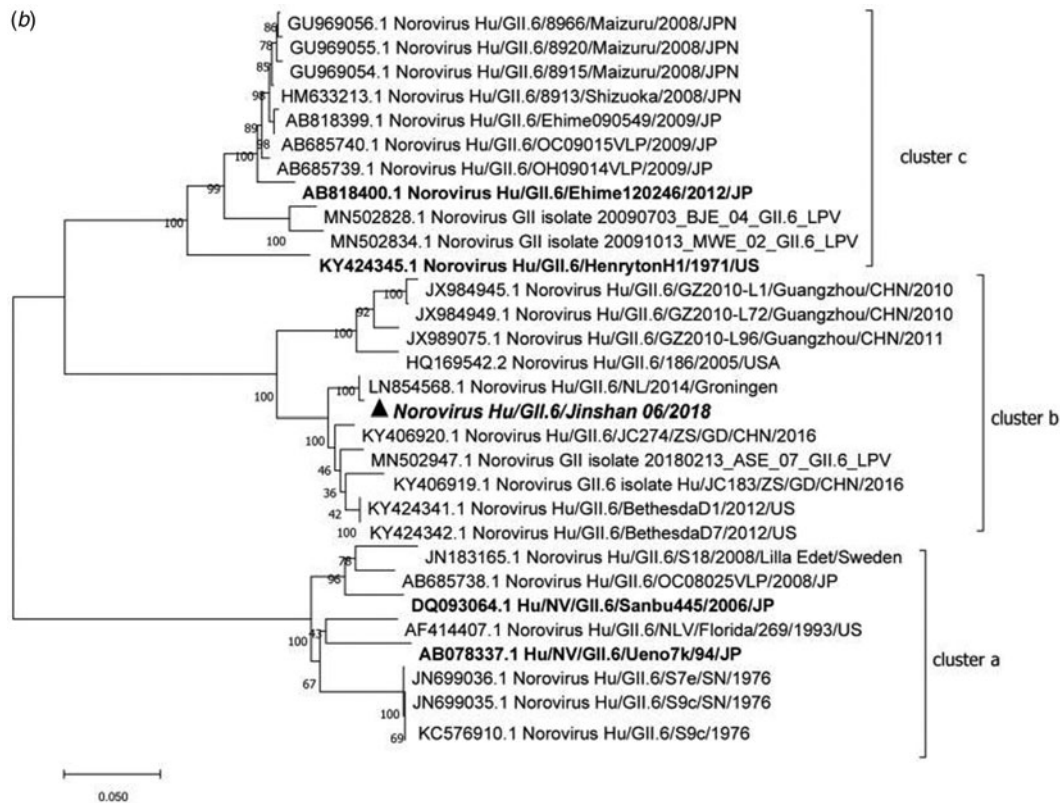 (b)
86
GU969056.1 Norovirus Hu/GII.6/8966/Maizuru/2008/JPN
78
GU969055.1 Norovirus Hu/GII.6/8920/Maizuru/2008/JPN
85
GU969054.1 Norovirus Hu/GII.6/8915/Maizuru/2008/JPN
98
HM633213.1 Norovirus Hu/GII.6/8913/Shizuoka/2008/JPN
AB818399.1 Norovirus Hu/GII.6/Ehime090549/2009/JP
89
98
AB685740.1 Norovirus Hu/GII.6/OC09015VLP/2009/JP
100
AB685739.1 Norovirus Hu/GII.6/OH09014VLP/2009/JP
cluster c
99
AB818400.1 Norovirus Hu/GII.6/Ehime120246/2012/JP
100
MN502828.1 Norovirus GII isolate 20090703_BJE_04_GII.6_LPV
100
MN502834.1 Norovirus GII isolate 20091013_MWE_02_GII.6_LPV
KY424345.1 Norovirus Hu/GII.6/HenrytonH1/1971/US
100
JX984945.1 Norovirus Hu/GII.6/GZ2010-L1/Guangzhou/CHN/2010
92
JX984949.1 Norovirus Hu/GII.6/GZ2010-L72/Guangzhou/CHN/2010
100
JX989075.1 Norovirus Hu/GII.6/GZ2010-L96/Guangzhou/CHN/2011
HQ169542.2 Norovirus Hu/GII.6/186/2005/USA
100
100
LN854568.1 Norovirus Hu/GII.6/NL/2014/Groningen
Norovirus Hu/GII.6/Jinshan 06/2018
cluster b
100
KY406920.1 Norovirus Hu/GII.6/JC274/ZS/GD/CHN/2016
46
MN502947.1 Norovirus GII isolate 20180213_ASE_07_GII.6_LPV
36
KY406919.1 Norovirus GII.6 isolate Hu/JC183/ZS/GD/CHN/2016
42
KY424341.1 Norovirus Hu/GII.6/BethesdaD1/2012/US
100
KY424342.1 Norovirus Hu/GII.6/BethesdaD7/2012/US
78
JN183165.1 Norovirus Hu/GII.6/S18/2008/Lilla Edet/Sweden
96
AB685738.1 Norovirus Hu/GII.6/OC08025VLP/2008/JP
DQ093064.1 Hu/NV/GII.6/Sanbu445/2006/JP
100
43
AF414407.1 Norovirus Hu/GII.6/NLV/Florida/269/1993/US
AB078337.1 Hu/NV/GII.6/Ueno7k/94/JP
cluster a
67
JN699036.1 Norovirus Hu/GII.6/S7e/SN/1976
100
JN699035.1 Norovirus Hu/GII.6/S9c/SN/1976
69
KC576910.1 Norovirus Hu/GII.6/S9c/1976
0.050